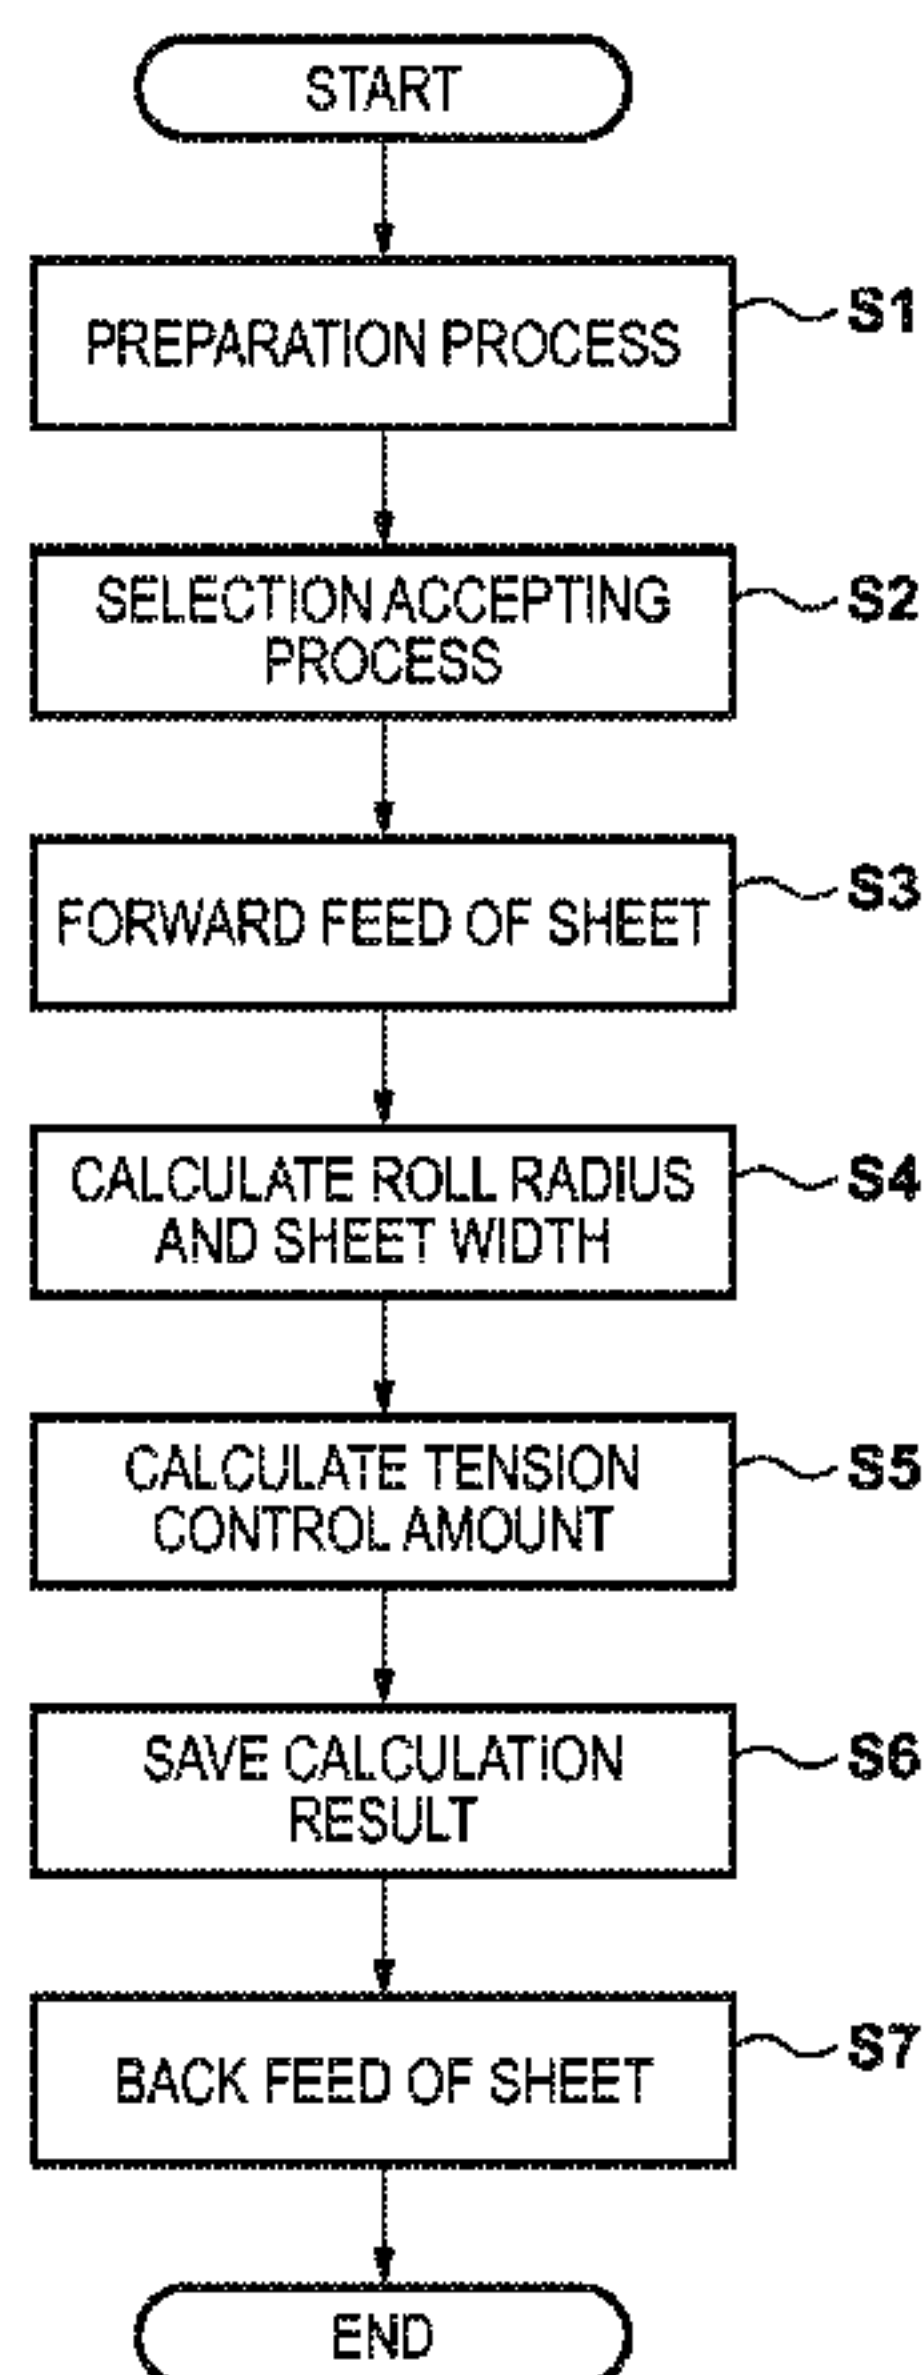 START
PREPARATION PROCESS
S1
SELECTION ACCEPTING
PROCESS
S2
FORWARD FEED OF SHEET
S3
CALCULATE ROLL RADIUS
AND SHEET WIDTH
S4
CALCULATE TENSION
CONTROL AMOUNT
S5
SAVE CALCULATION
RESULT
S6
BACK FEED OF SHEET
S7
END